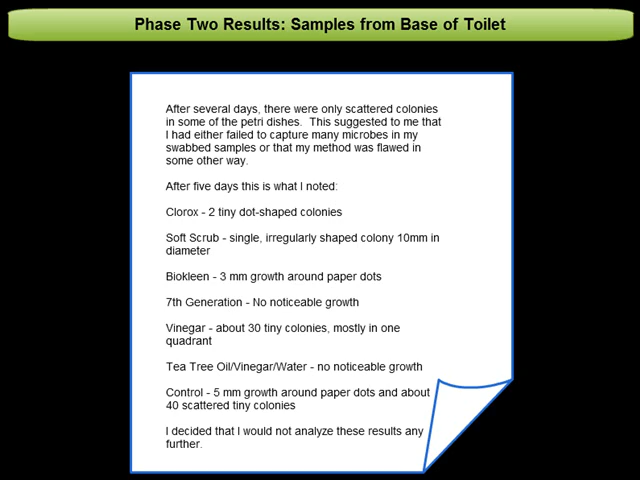 Phase Two Results: Samples from Base of Toilet
After several days, there were only scattered colonies
in some of the petri dishes.  This suggested to me that
I had either failed to capture many microbes in my
swabbed samples or that my method was flawed in
some other way.
After five days this is what I noted:
Clorox - 2 tiny dot-shaped colonies
Soft Scrub - single, irregularly shaped colony 10mm in
diameter
Biokleen - 3 mm growth around paper dots
7th Generation - No noticeable growth
Vinegar - about 30 tiny colonies, mostly in one
quadrant
Tea Tree Oil/Vinegar/Water - no noticeable growth
Control - 5 mm growth around paper dots and about
40 scattered tiny colonies
I decided that I would not analyze these results any
further.